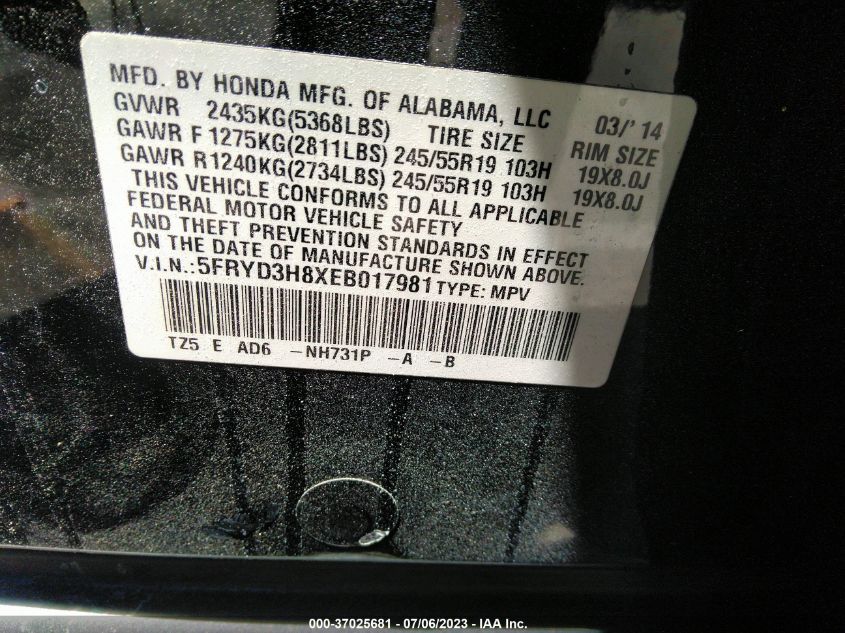 MFD. BY HONDA MFG. OF ALABAMA, LLC 03/' 14
GVWR 2435KG(5368LBS) TIRE SIZE RIM SIZE
GAWR F 1275KG(2811LBS) 245/55R19 103H 19X8.0J
GAWR R1240KG(2734LBS) 245/55R19 103H 19X8.0J
THIS VEHICLE CONFORMS TO ALL APPLICABLE
FEDERAL MOTOR VEHICLE SAFETY
AND THEFT PREVENTION STANDARDS IN EFFECT
ON THE DATE OF MANUFACTURE SHOWN ABOVE.
V.I.N.:5FRYD3H8XEB017981 TYPE: MPV
TZ5 E AD6 -NH731P -A -B
000-37025681 - 07/06/2023 - IAA Inc.